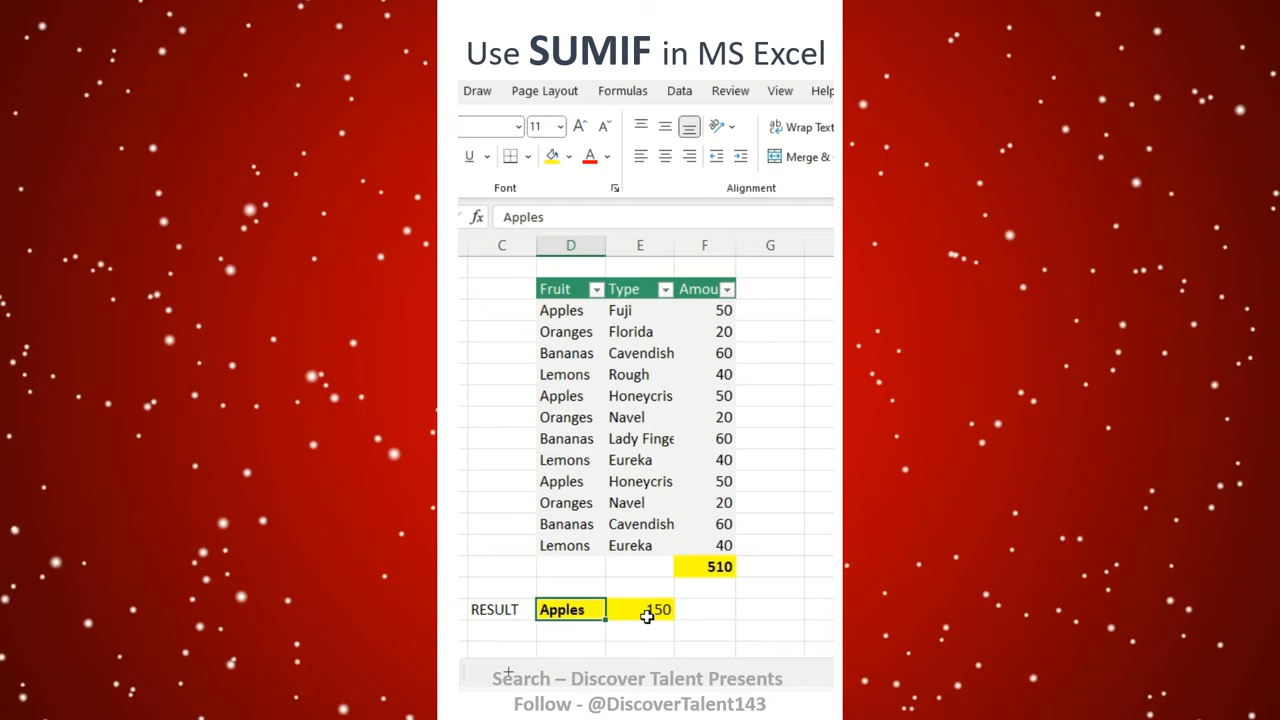 Use SUMIF in MS Excel
Draw Page Layout Formulas Data Review View Help
11 A A ab Wrap Text
U A Merge &
Font Alignment
fx Apples
C D E F G
Fruit Type Amou
Apples Fuji 50
Oranges Florida 20
Bananas Cavendish 60
Lemons Rough 40
Apples Honeycris 50
Oranges Navel 20
Bananas Lady Finge 60
Lemons Eureka 40
Apples Honeycris 50
Oranges Navel 20
Bananas Cavendish 60
Lemons Eureka 40
510
RESULT Apples 150
Search – Discover Talent Presents
Follow - @DiscoverTalent143